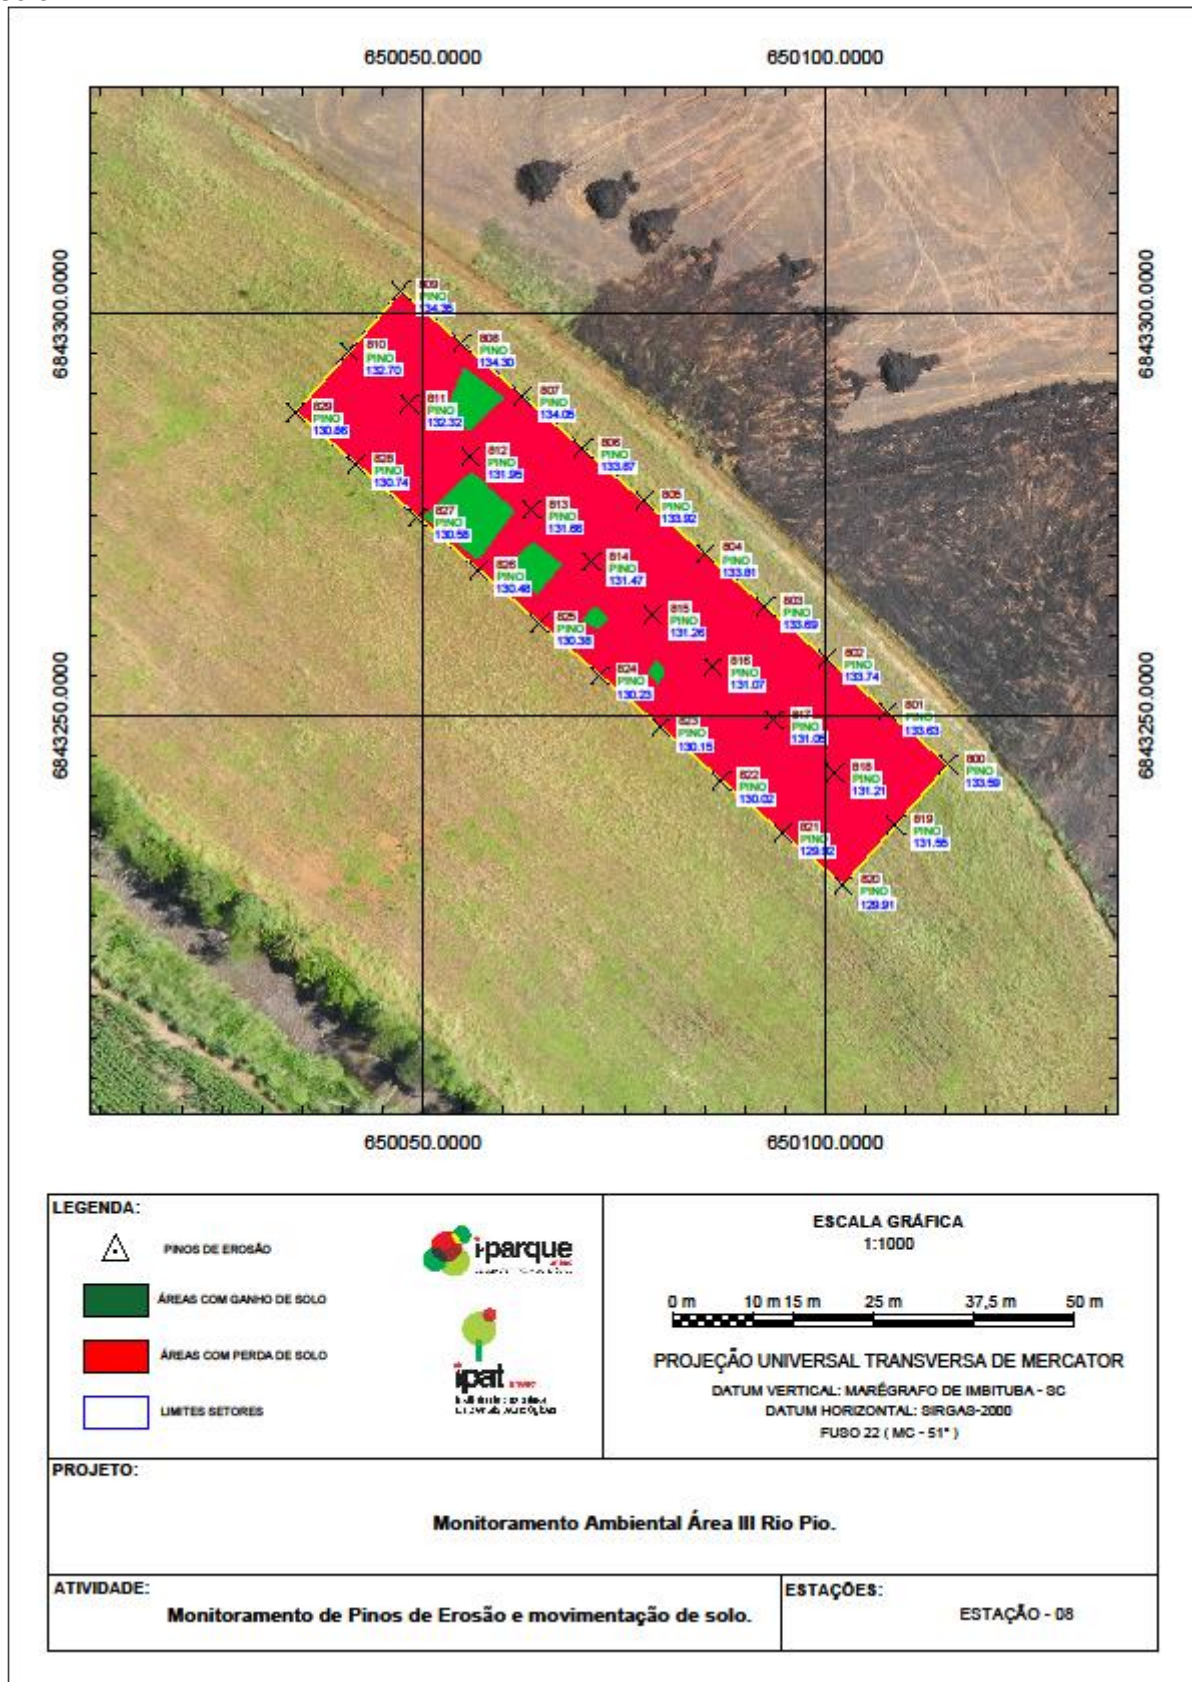 650050.0000 650100.0000
6843300.0000 6843300.0000
6843250.0000 6843250.0000
809
PINO
134.35
808
PINO
134.30
810
PINO
132.70
807
PINO
134.05
811
PINO
132.32
829
PINO
130.86
806
PINO
133.87
812
PINO
131.95
828
PINO
130.74
805
PINO
133.92
813
PINO
131.66
827
PINO
130.58
804
PINO
133.81
814
PINO
131.47
826
PINO
130.48
803
PINO
133.69
815
PINO
131.26
825
PINO
130.38
802
PINO
133.74
816
PINO
131.07
824
PINO
130.23
801
PINO
133.63
817
PINO
131.05
823
PINO
130.15
800
PINO
133.59
818
PINO
131.21
822
PINO
130.02
819
PINO
131.55
821
PINO
820
PINO
129.91
650050.0000 650100.0000
LEGENDA:
PINOS DE EROSÃO
ÁREAS COM GANHO DE SOLO
ÁREAS COM PERDA DE SOLO
LIMITES SETORES
i-parque
ipat
ESCALA GRÁFICA
1:1000
0 m 10 m 15 m 25 m 37,5 m 50 m
PROJEÇÃO UNIVERSAL TRANSVERSA DE MERCATOR
DATUM VERTICAL: MARÉGRAFO DE IMBITUBA - SC
DATUM HORIZONTAL: SIRGAS-2000
FUSO 22 ( MC - 51° )
PROJETO:
Monitoramento Ambiental Área III Rio Pio.
ATIVIDADE:
Monitoramento de Pinos de Erosão e movimentação de solo.
ESTAÇÕES:
ESTAÇÃO - 08